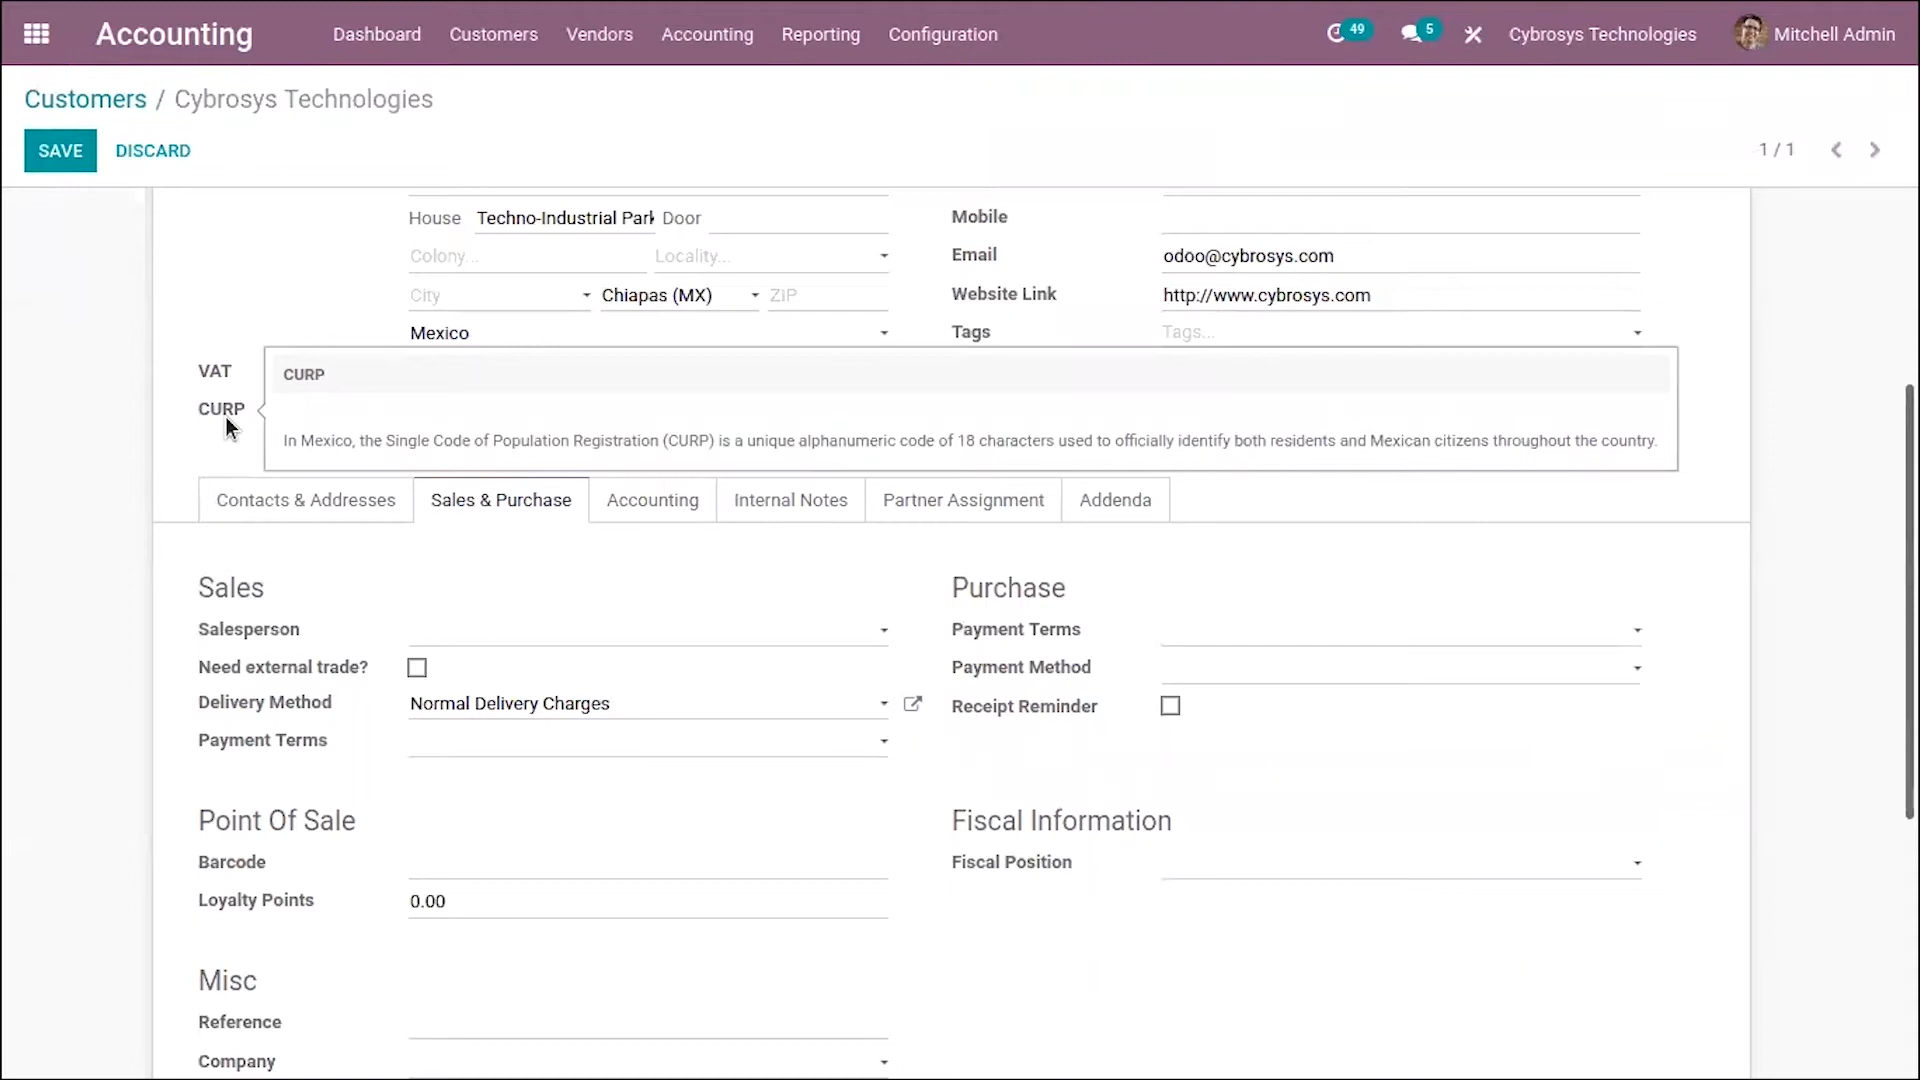 Accounting Dashboard Customers Vendors Accounting Reporting Configuration 49 5 Cybrosys Technologies Mitchell Admin
Customers / Cybrosys Technologies
SAVE DISCARD 1 / 1
House Techno-Industrial Park Door Mobile
Colony... Locality... Email odoo@cybrosys.com
City Chiapas (MX) ZIP Website Link http://www.cybrosys.com
Mexico Tags Tags...
VAT CURP
CURP
In Mexico, the Single Code of Population Registration (CURP) is a unique alphanumeric code of 18 characters used to officially identify both residents and Mexican citizens throughout the country.
Contacts & Addresses Sales & Purchase Accounting Internal Notes Partner Assignment Addenda
Sales Purchase
Salesperson Payment Terms
Need external trade? Payment Method
Delivery Method Normal Delivery Charges Receipt Reminder
Payment Terms
Point Of Sale Fiscal Information
Barcode Fiscal Position
Loyalty Points 0.00
Misc
Reference
Company